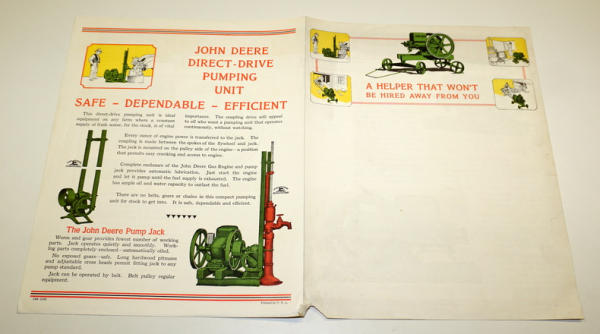 JOHN DEERE
DIRECT-DRIVE
PUMPING
UNIT
SAFE – DEPENDABLE – EFFICIENT
This direct-drive pumping unit is ideal
equipment on any farm where a constant
supply of fresh water, for the stock, is of vital
importance. The coupling drive will appeal
to all who want a pumping unit that operates
continuously, without watching.
Every ounce of engine power is transferred to the jack. The
coupling is made between the spokes of the flywheel and jack.
The jack is mounted on the pulley side of the engine—a position
that permits easy cranking and access to engine.
Complete enclosure of the John Deere Gas Engine and pump
jack provides automatic lubrication. Just start the engine
and let it pump until the fuel supply is exhausted. The engine
has ample oil and water capacity to outlast the fuel.
There are no belts, gears or chains in this compact pumping
unit for stock to get into. It is safe, dependable and efficient.
The John Deere Pump Jack
Worm and gear provides fewest number of working
parts. Jack operates quietly and smoothly. Work-
ing parts completely enclosed—automatically oiled.
No exposed gears—safe. Long hardwood pitmans
and adjustable cross heads permit fitting jack to any
pump standard.
Jack can be operated by belt. Belt pulley regular
equipment.
A HELPER THAT WON'T
BE HIRED AWAY FROM YOU